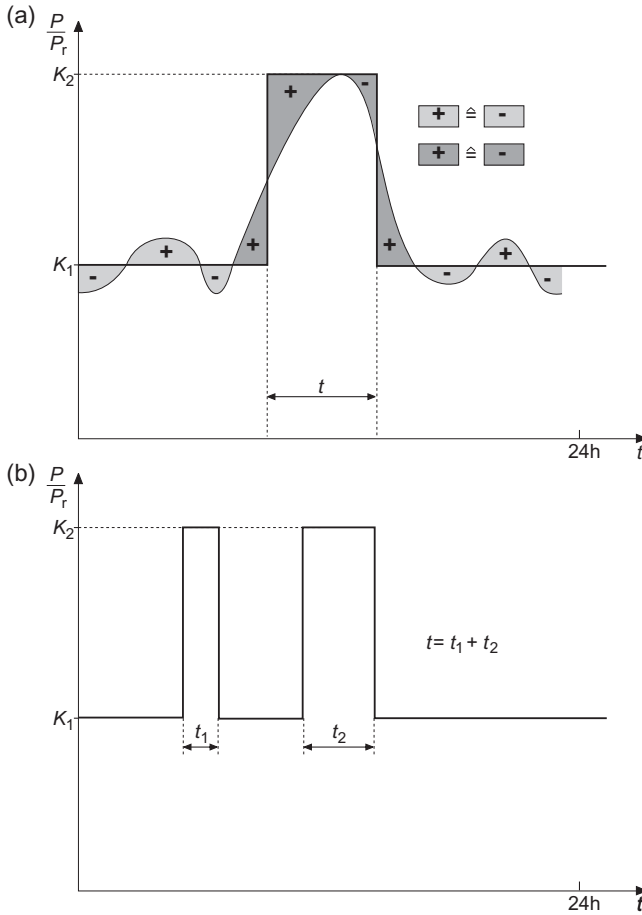 (a)
P
Pr
K2
+
-
+ ≙ -
+ ≙ -
+
-
-
+
+
-
+
-
K1
t
24h
t
(b)
P
Pr
K2
t = t1 + t2
K1
t1
t2
24h
t